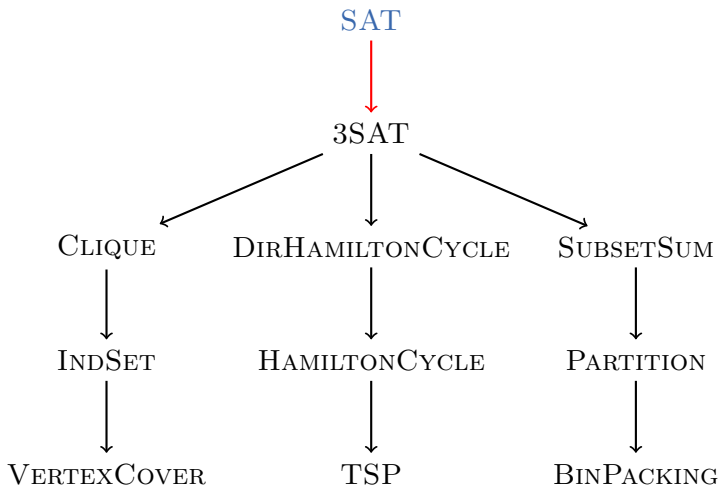 SAT
3SAT
CLIQUE DIRHAMILTONCYCLE SUBSETSUM
INDSET HAMILTONCYCLE PARTITION
VERTEXCOVER TSP BINPACKING